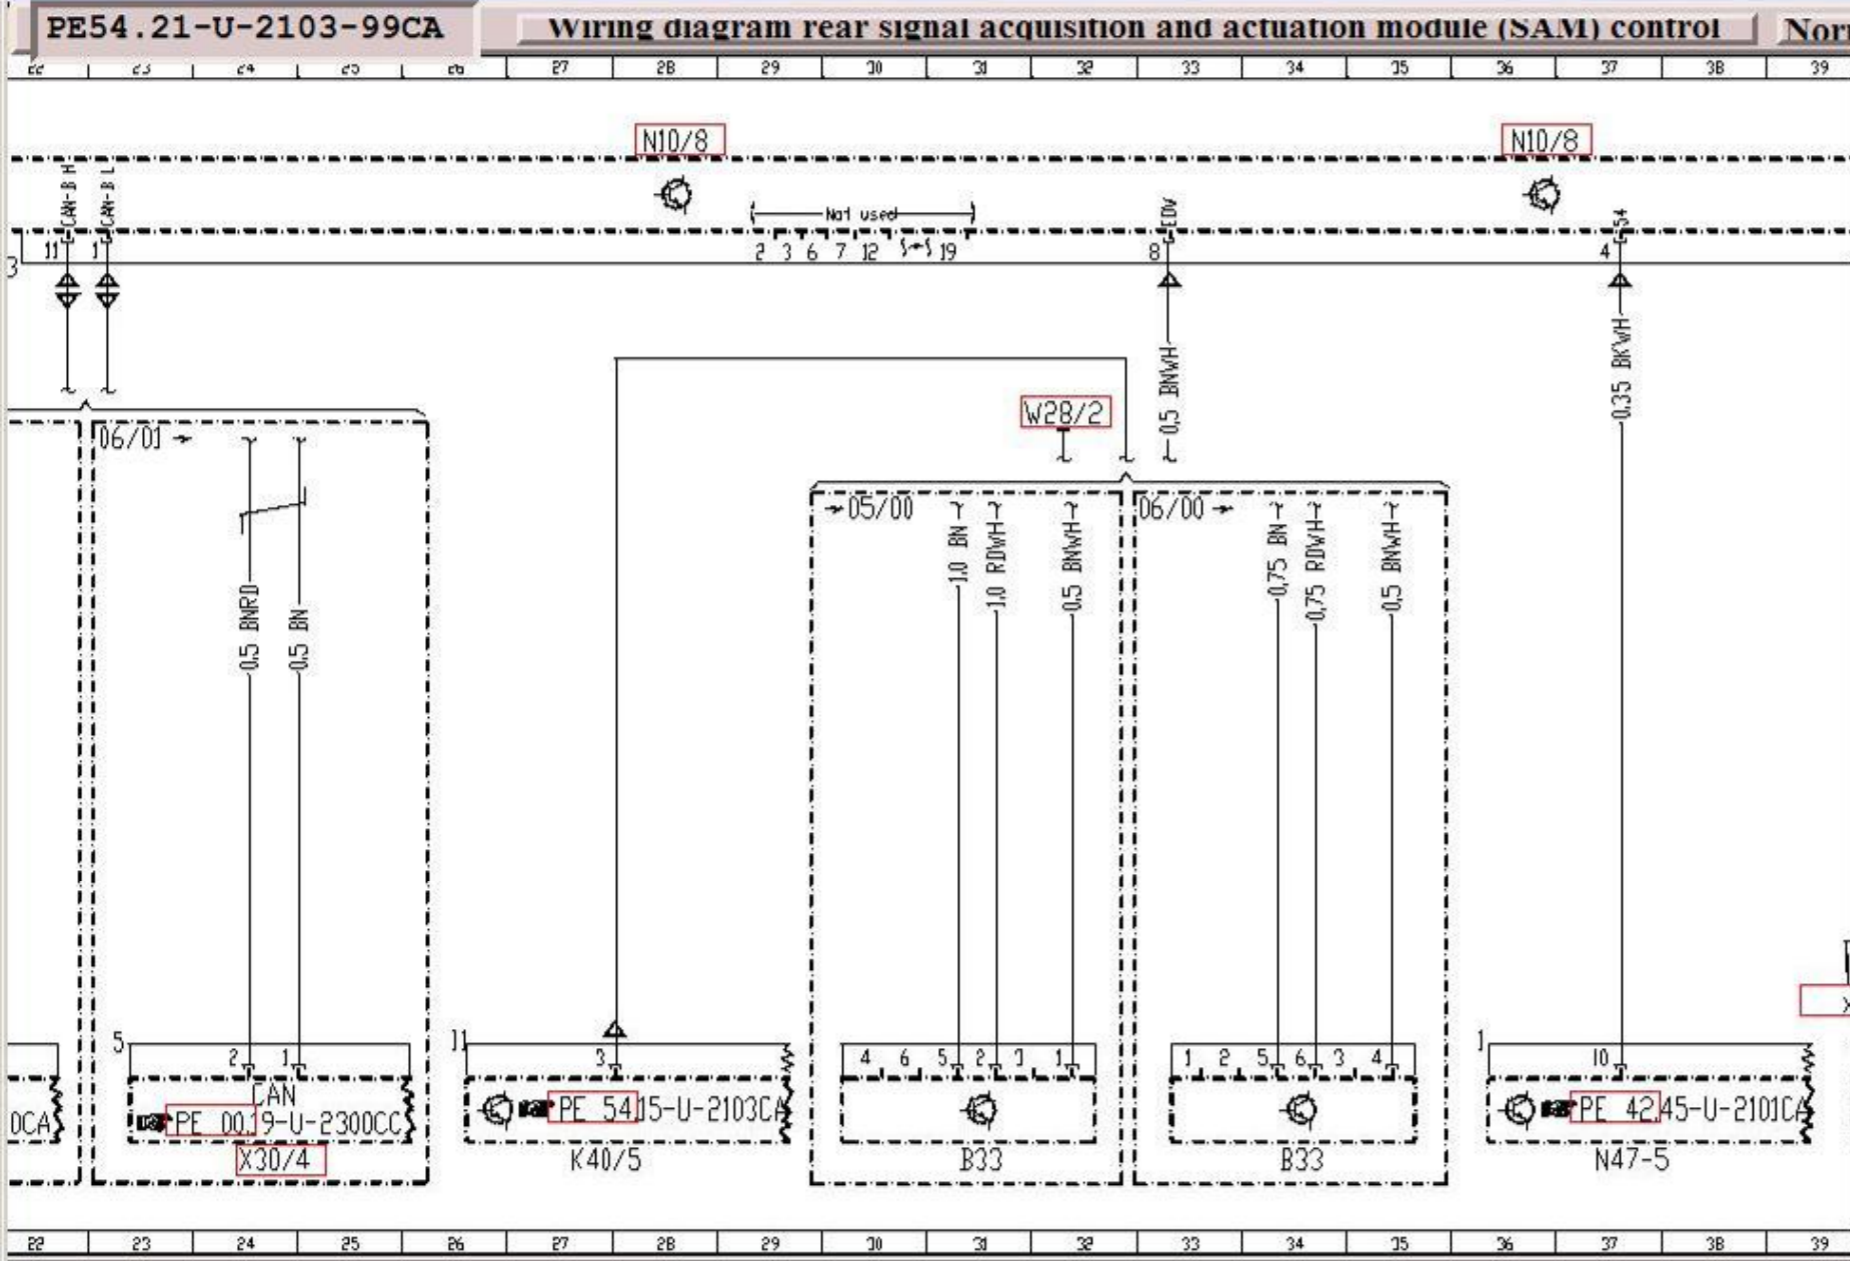 PE54.21-U-2103-99CA Wiring diagram rear signal acquisition and actuation module (SAM) control
22 23 24 25 26 27 28 29 30 31 32 33 34 35 36 37 38 39
N10/8 N10/8
CAN-B H CAN-B L Not used EDV 54
11 1 2 3 6 7 12 19 8 4
3
0.5 BNWH 0.35 BKWH
W28/2
06/01
05/00 06/00
0.5 BNRD 0.5 BN 1.0 BN 1.0 RDWH 0.5 BNWH 0.75 BN 0.75 RDWH 0.5 BNWH
5 2 1 11 3 4 6 5 2 3 1 1 2 5 6 3 4 1 10
CAN
0CA PE 00.19-U-2300CC PE 54.15-U-2103CA PE 42.45-U-2101CA
X30/4 K40/5 B33 B33 N47-5
22 23 24 25 26 27 28 29 30 31 32 33 34 35 36 37 38 39